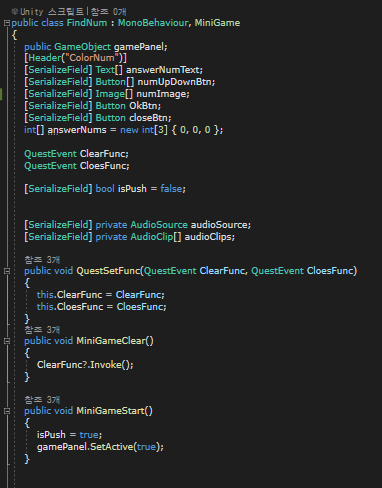 Unity 스크립트 | 참조 0개
public class FindNum : MonoBehaviour, MiniGame
{
public GameObject gamePanel;
[Header("ColorNum")]
[SerializeField] Text[] answerNumText;
[SerializeField] Button[] numUpDownBtn;
[SerializeField] Image[] numImage;
[SerializeField] Button OkBtn;
[SerializeField] Button closeBtn;
int[] answerNums = new int[3] { 0, 0, 0 };
QuestEvent ClearFunc;
QuestEvent CloesFunc;
[SerializeField] bool isPush = false;
[SerializeField] private AudioSource audioSource;
[SerializeField] private AudioClip[] audioClips;
참조 3개
public void QuestSetFunc(QuestEvent ClearFunc, QuestEvent CloesFunc)
{
this.ClearFunc = ClearFunc;
this.CloesFunc = CloesFunc;
}
참조 3개
public void MiniGameClear()
{
ClearFunc?.Invoke();
}
참조 3개
public void MiniGameStart()
{
isPush = true;
gamePanel.SetActive(true);
}